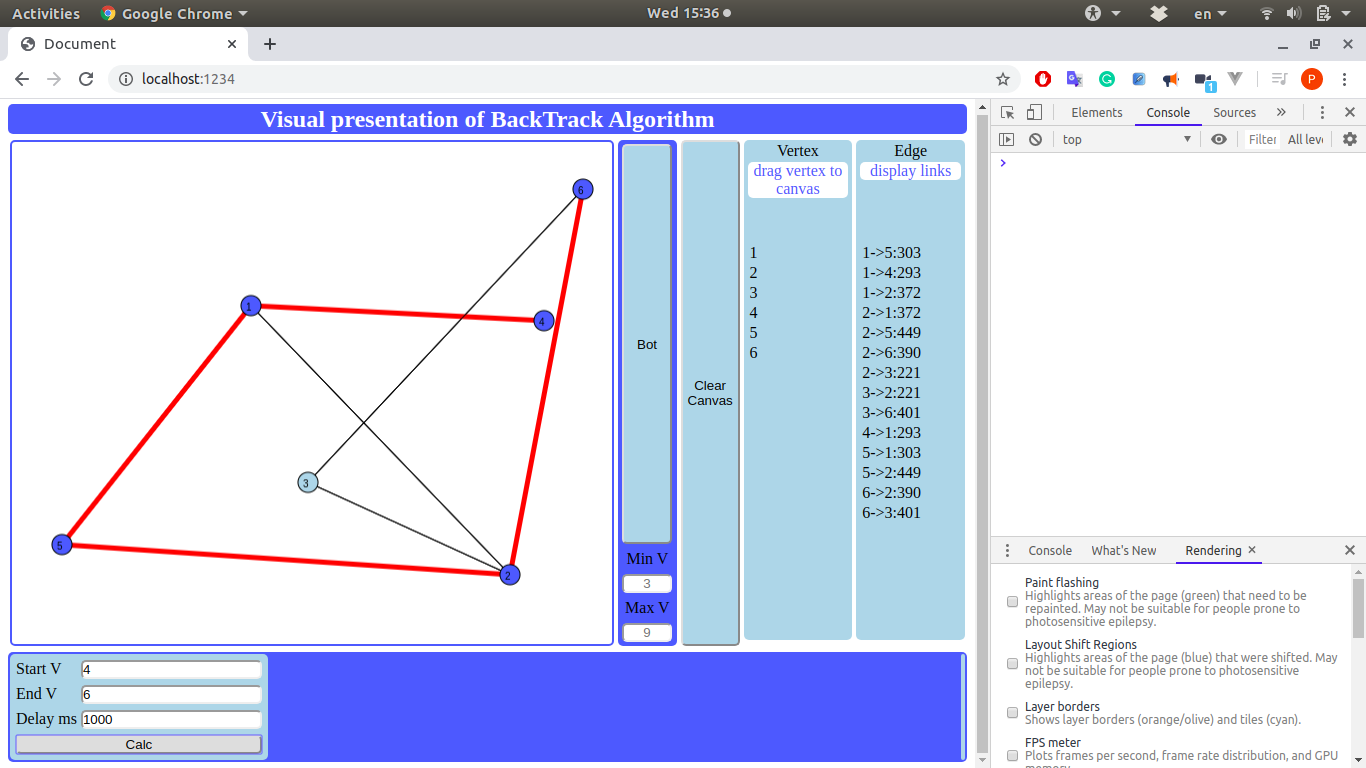 Activities
Google Chrome
Wed 15:36
en
Document
localhost:1234
1
P
Visual presentation of BackTrack Algorithm
6
1
4
3
5
2
Bot
Min V
3
Max V
9
Clear
Canvas
Vertex
drag vertex to
canvas
1
2
3
4
5
6
Edge
display links
1->5:303
1->4:293
1->2:372
2->1:372
2->5:449
2->6:390
2->3:221
3->2:221
3->6:401
4->1:293
5->1:303
5->2:449
6->2:390
6->3:401
Start V 4
End V 6
Delay ms 1000
Calc
Elements Console Sources
top Filter All leve
Console What's New Rendering
Paint flashing
Highlights areas of the page (green) that need to be
repainted. May not be suitable for people prone to
photosensitive epilepsy.
Layout Shift Regions
Highlights areas of the page (blue) that were shifted. May
not be suitable for people prone to photosensitive
epilepsy.
Layer borders
Shows layer borders (orange/olive) and tiles (cyan).
FPS meter
Plots frames per second, frame rate distribution, and GPU
memory.